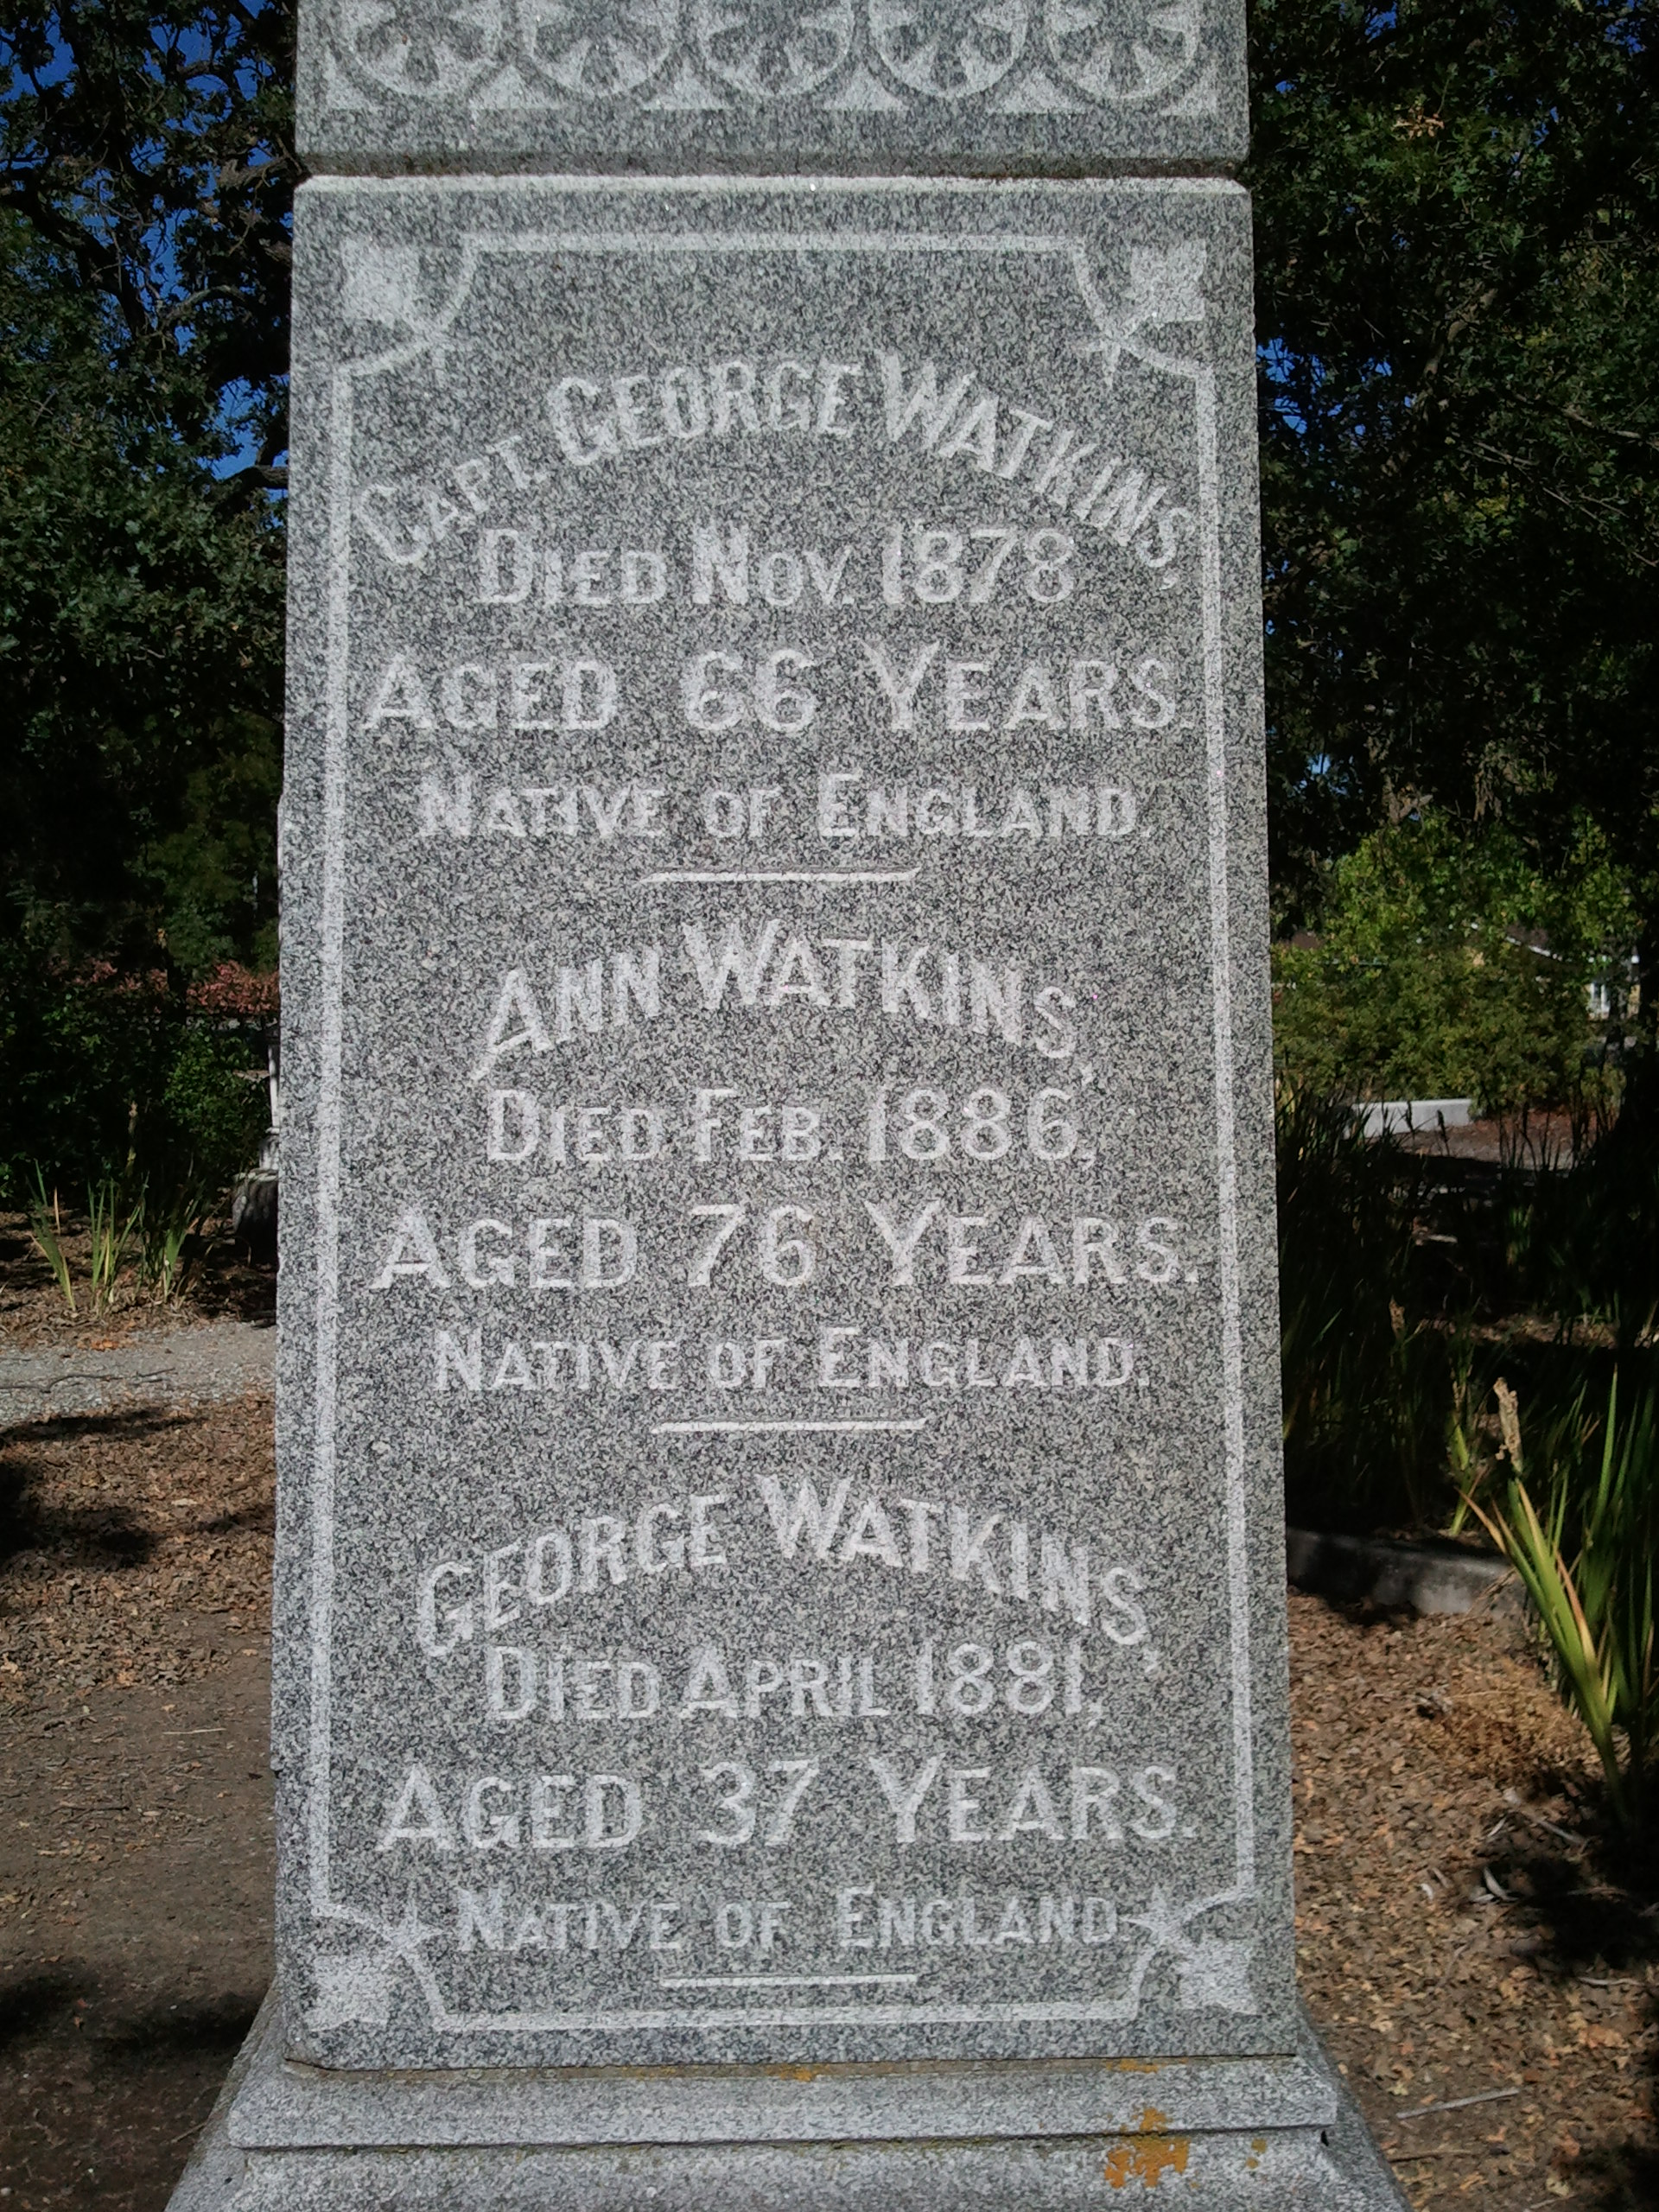 CAPT. GEORGE WATKINS,
DIED NOV. 1878
AGED 66 YEARS.
NATIVE OF ENGLAND.
ANN WATKINS,
DIED FEB. 1886,
AGED 76 YEARS.
NATIVE OF ENGLAND.
GEORGE WATKINS,
DIED APRIL 1881,
AGED 37 YEARS.
NATIVE OF ENGLAND